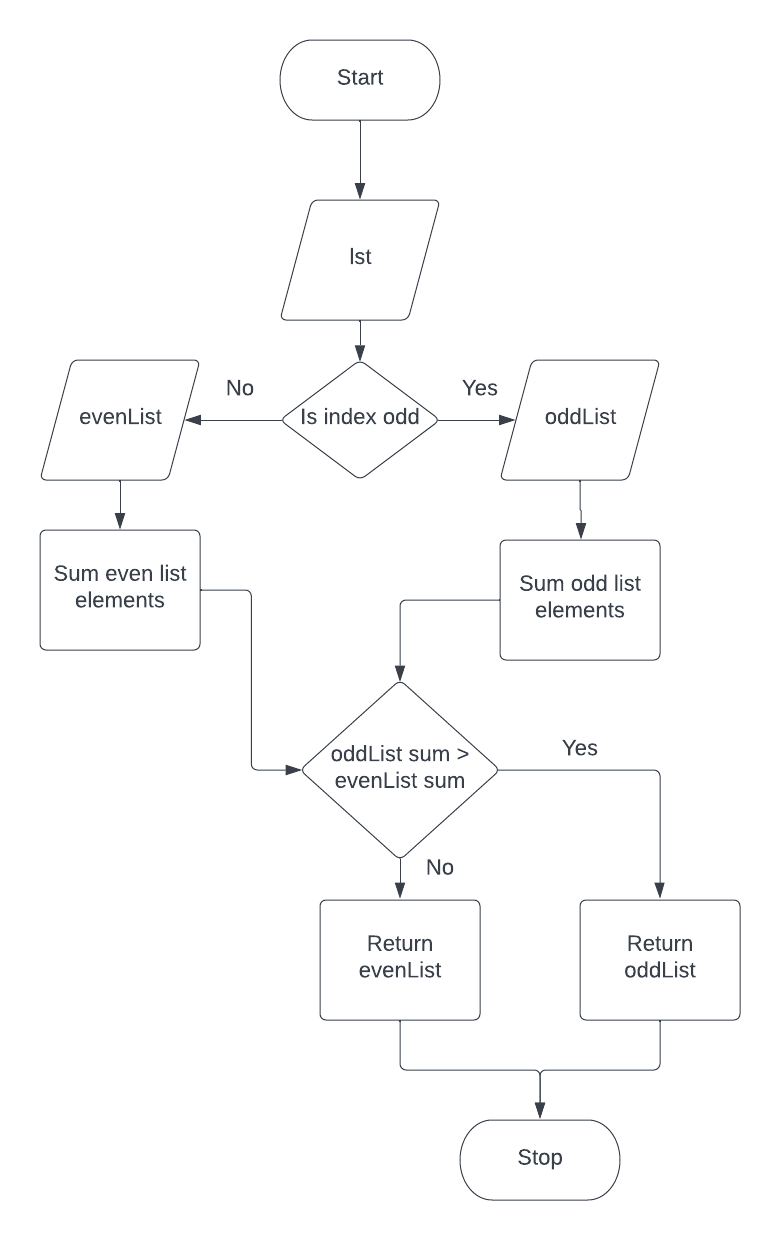 Start
lst
No
Yes
evenList
Is index odd
oddList
Sum even list
elements
Sum odd list
elements
oddList sum >
evenList sum
Yes
No
Return
evenList
Return
oddList
Stop